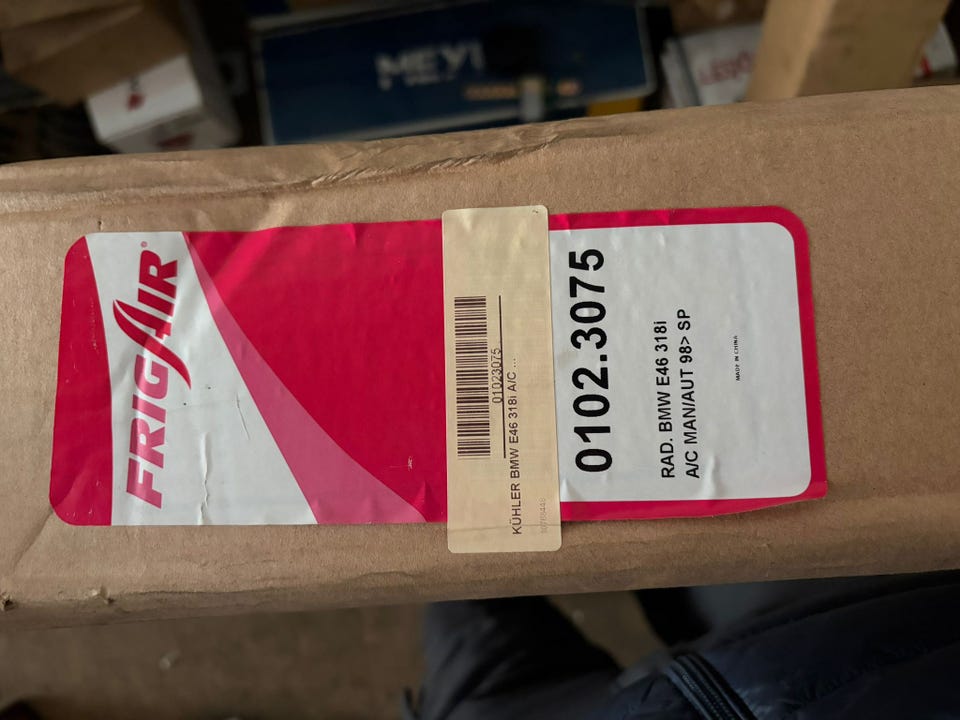 FRIGAIR®
01023075
KÜHLER BMW E46 318i A/C ...
0102.3075
RAD. BMW E46 318i
A/C MAN/AUT 98> SP
MADE IN CHINA